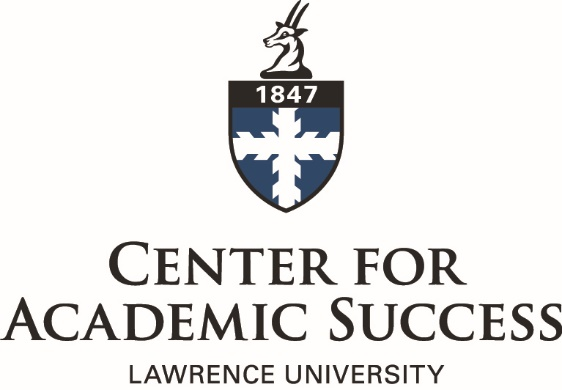 1847
CENTER FOR
ACADEMIC SUCCESS
LAWRENCE UNIVERSITY